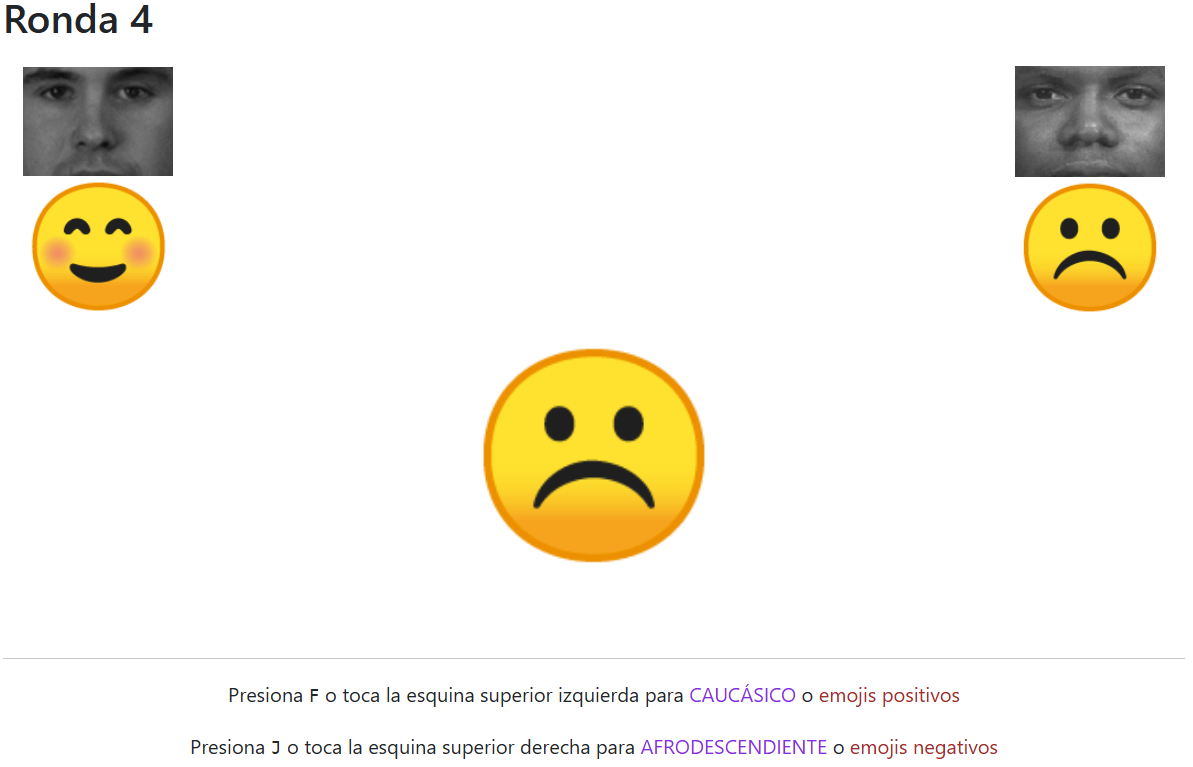 Ronda 4
Presiona F o toca la esquina superior izquierda para CAUCÁSICO o emojis positivos
Presiona J o toca la esquina superior derecha para AFRODESCENDIENTE o emojis negativos